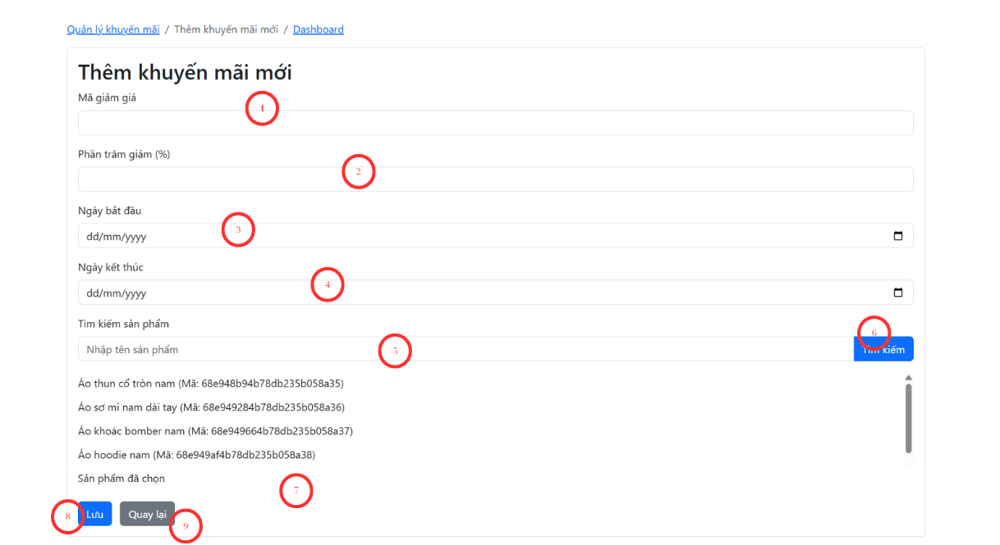 Quản lý khuyến mãi / Thêm khuyến mãi mới / Dashboard
Thêm khuyến mãi mới
Mã giảm giá
1
Phần trăm giảm (%)
2
Ngày bắt đầu
3
dd/mm/yyyy
Ngày kết thúc
4
dd/mm/yyyy
Tìm kiếm sản phẩm
6
Nhập tên sản phẩm 5 Tìm kiếm
Áo thun cổ tròn nam (Mã: 68e948b94b78db235b058a35)
Áo sơ mi nam dài tay (Mã: 68e949284b78db235b058a36)
Áo khoác bomber nam (Mã: 68e949664b78db235b058a37)
Áo hoodie nam (Mã: 68e949af4b78db235b058a38)
Sản phẩm đã chọn
7
8 Lưu Quay lại
9